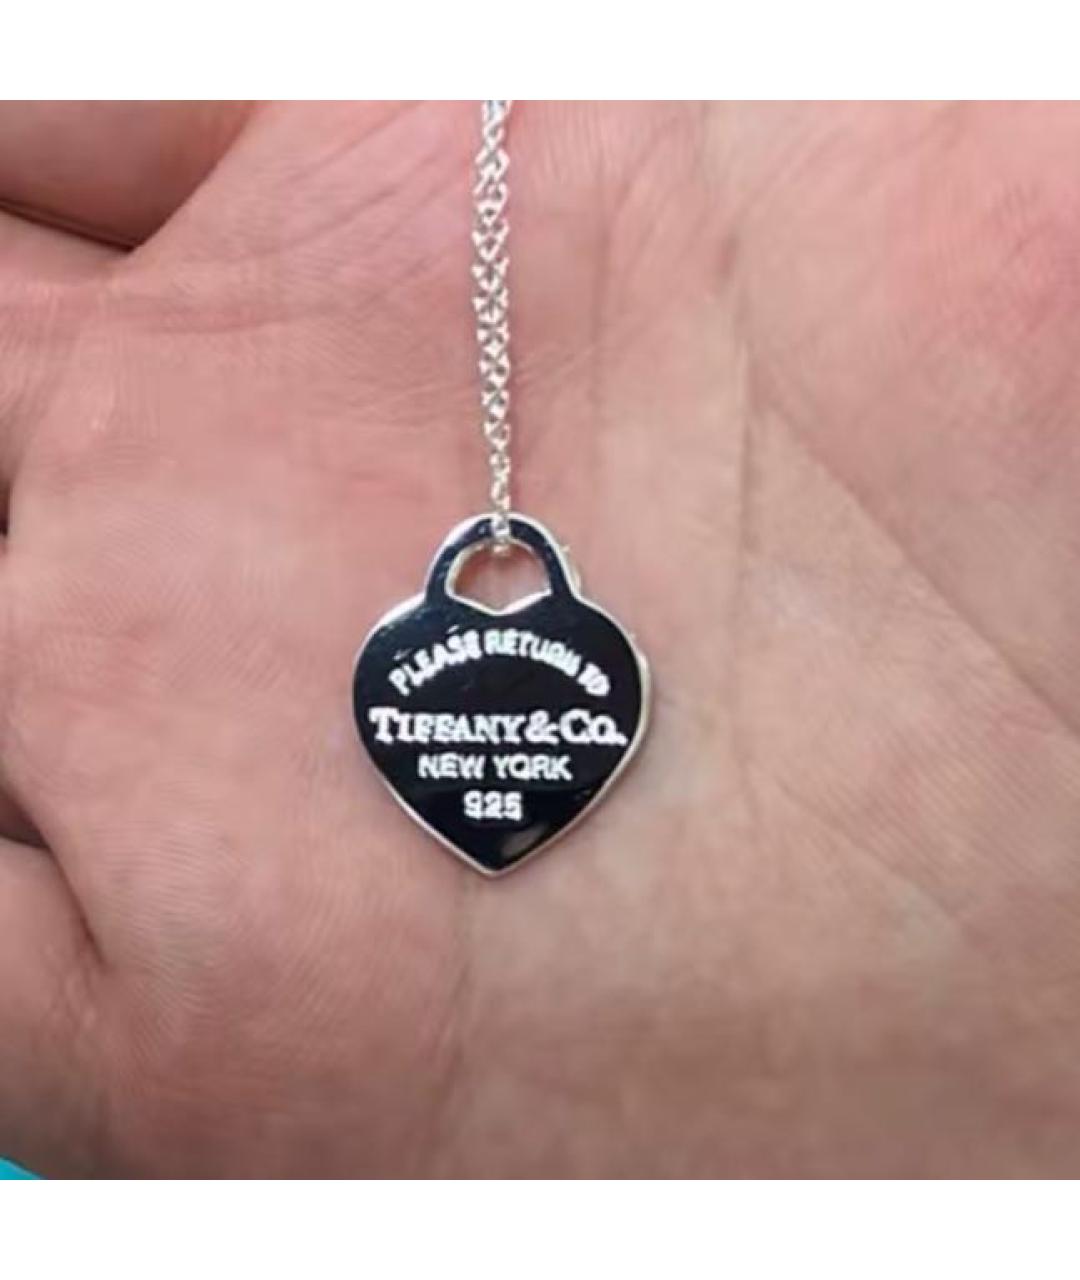 PLEASE RETURN TO
TIFFANY & CO.
NEW YORK
925